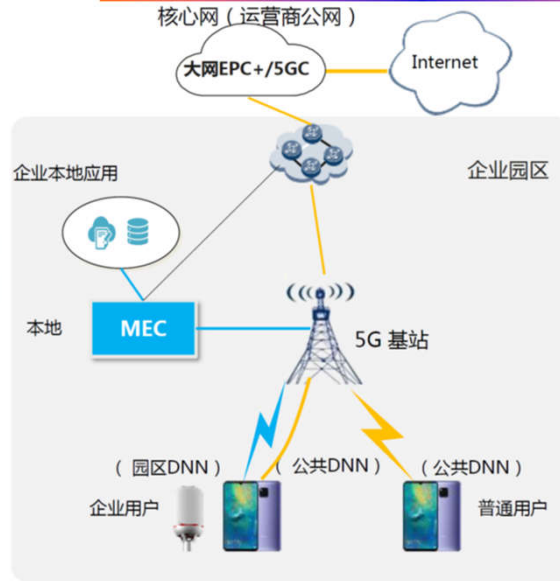 核心网（运营商公网）
大网EPC+/5GC
Internet
企业本地应用
企业园区
本地
MEC
5G 基站
（ 园区DNN ）
（ 公共DNN ）
（公共DNN ）
企业用户
普通用户